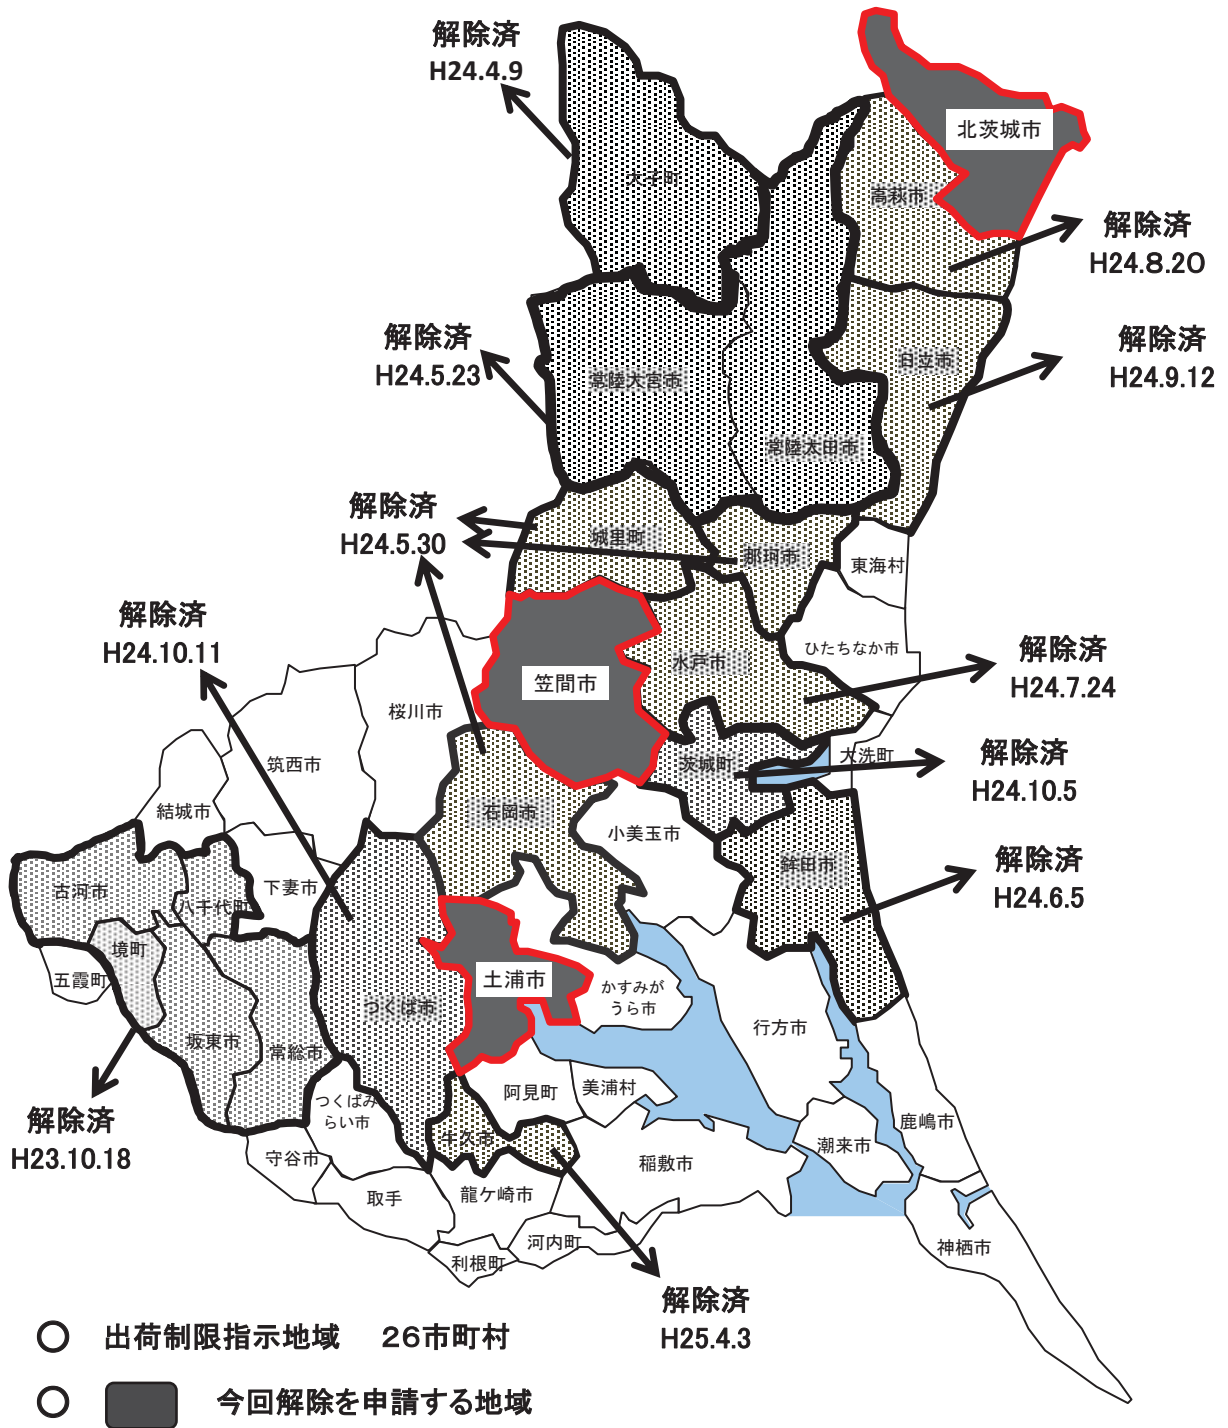 解除済
H24.4.9
北茨城市
大子町
高萩市
解除済
H24.8.20
解除済
H24.5.23
解除済
H24.9.12
日立市
常陸大宮市
常陸太田市
解除済
H24.5.30
城里町
那珂市
東海村
解除済
H24.10.11
ひたちなか市
水戸市
解除済
H24.7.24
笠間市
桜川市
筑西市
茨城町
大洗町
解除済
H24.10.5
結城市
石岡市
小美玉市
鉾田市
解除済
H24.6.5
古河市
八千代町
下妻市
境町
五霞町
土浦市
かすみが
うら市
つくば市
行方市
坂東市
常総市
阿見町
美浦村
つくばみ
らい市
解除済
H23.10.18
鹿嶋市
牛久市
潮来市
守谷市
稲敷市
取手
龍ケ崎市
河内町
神栖市
利根町
解除済
H25.4.3
○ 出荷制限指示地域 26市町村
○ 今回解除を申請する地域